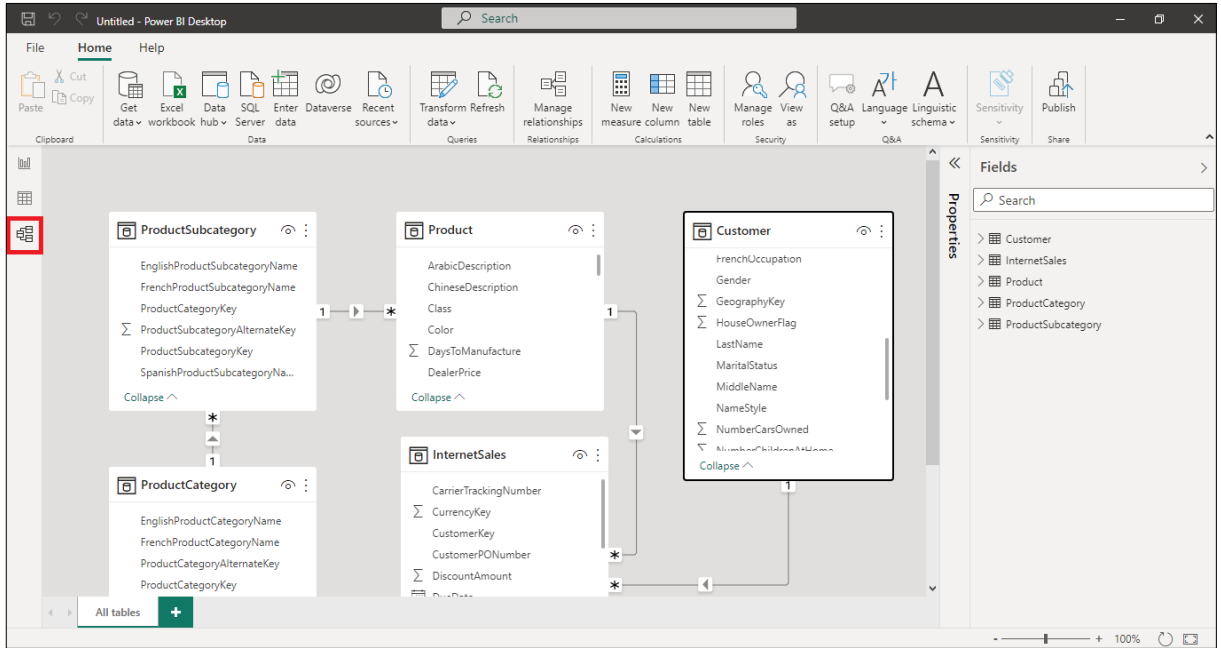 Untitled - Power BI Desktop
Search
File Home Help
Paste
Cut
Copy
Clipboard
Get data
Excel workbook
Data hub
SQL Server
Enter data
Dataverse
Recent sources
Data
Transform data
Refresh
Queries
Manage relationships
Relationships
New measure
New column
New table
Calculations
Manage roles
View as
Security
Q&A setup
Language
Linguistic schema
Q&A
Sensitivity
Sensitivity
Publish
Share
ProductSubcategory
EnglishProductSubcategoryName
FrenchProductSubcategoryName
ProductCategoryKey
∑ ProductSubcategoryAlternateKey
ProductSubcategoryKey
SpanishProductSubcategoryNa...
Collapse
1
*
Product
ArabicDescription
ChineseDescription
Class
Color
∑ DaysToManufacture
DealerPrice
Collapse
1
Customer
FrenchOccupation
Gender
∑ GeographyKey
∑ HouseOwnerFlag
LastName
MaritalStatus
MiddleName
NameStyle
∑ NumberCarsOwned
∑ NumberChildrenAtHome
Collapse
1
*
1
ProductCategory
EnglishProductCategoryName
FrenchProductCategoryName
ProductCategoryAlternateKey
ProductCategoryKey
InternetSales
CarrierTrackingNumber
∑ CurrencyKey
CustomerKey
CustomerPONumber
∑ DiscountAmount
DueDate
*
*
Properties
Fields
Search
Customer
InternetSales
Product
ProductCategory
ProductSubcategory
All tables +
- + 100%